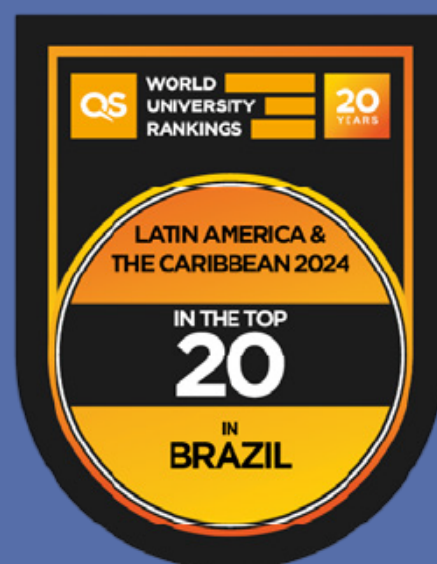 QS
WORLD
UNIVERSITY
RANKINGS
20
YEARS
LATIN AMERICA &
THE CARIBBEAN 2024
IN THE TOP
20
IN
BRAZIL